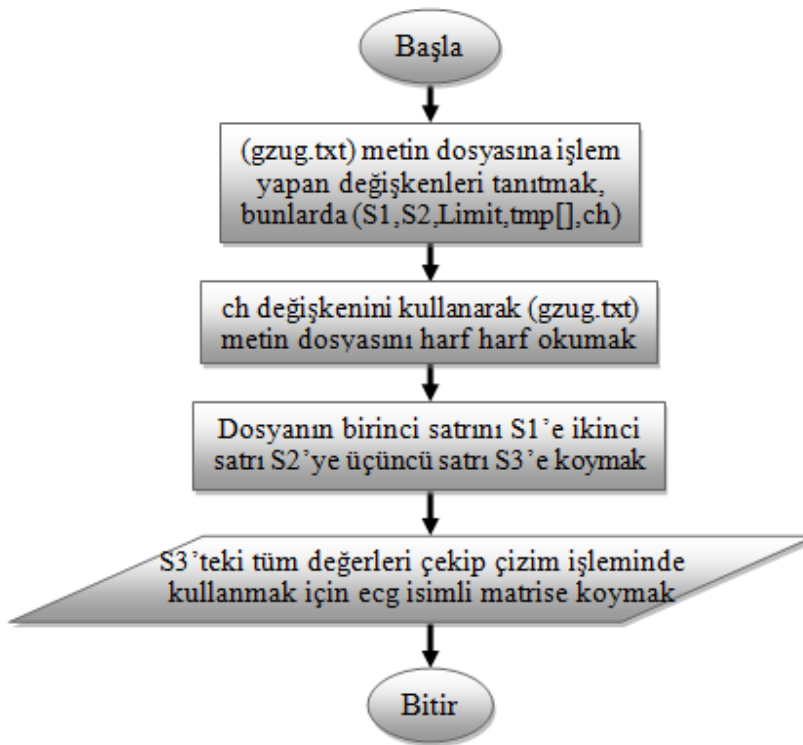 Başla
(gzug.txt) metin dosyasına işlem
yapan değişkenleri tanıtmak,
bunlarda (S1,S2,Limit,tmp[],ch)
ch değişkenini kullanarak (gzug.txt)
metin dosyasını harf harf okumak
Dosyanın birinci satrını S1’e ikinci
satrı S2’ye üçüncü satrı S3’e koymak
S3’teki tüm değerleri çekip çizim işleminde
kullanmak için ecg isimli matrise koymak
Bitir